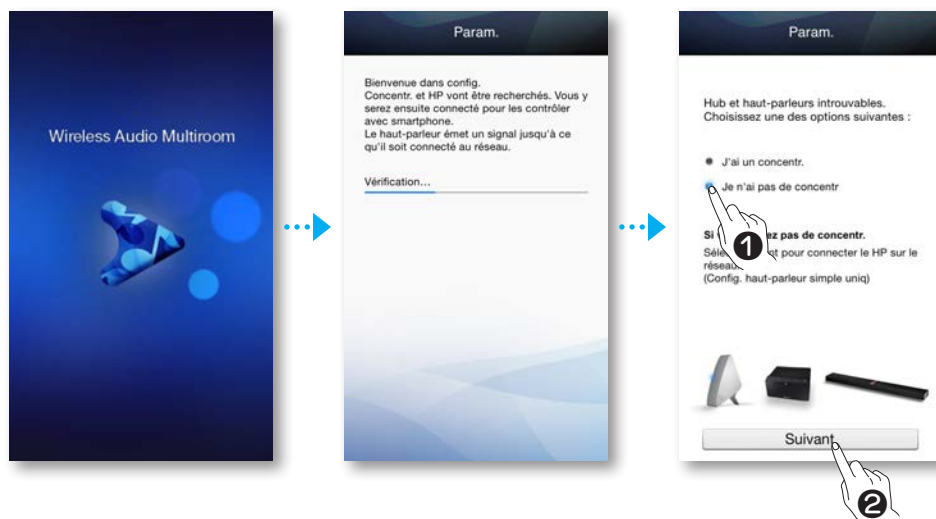 Wireless Audio Multiroom
Param.
Bienvenue dans config.
Concentr. et HP vont être recherchés. Vous y
serez ensuite connecté pour les contrôler
avec smartphone.
Le haut-parleur émet un signal jusqu'à ce
qu'il soit connecté au réseau.
Vérification...
Param.
Hub et haut-parleurs introuvables.
Choisissez une des options suivantes :
J'ai un concentr.
Je n'ai pas de concentr
1
Si ez pas de concentr.
pour connecter le HP sur le
réseau
(Config. haut-parleur simple uniq)
Suivant
2